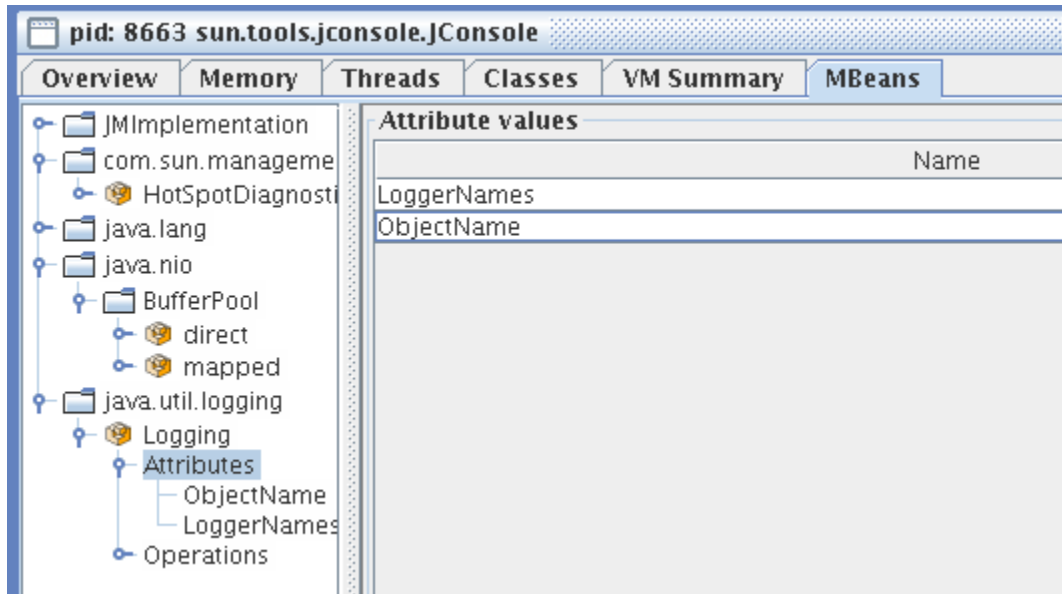 pid: 8663 sun.tools.jconsole.JConsole
Overview Memory Threads Classes VM Summary MBeans
JMImplementation
com.sun.manageme
HotSpotDiagnosti
java.lang
java.nio
BufferPool
direct
mapped
java.util.logging
Logging
Attributes
ObjectName
LoggerNames
Operations
Attribute values
Name
LoggerNames
ObjectName